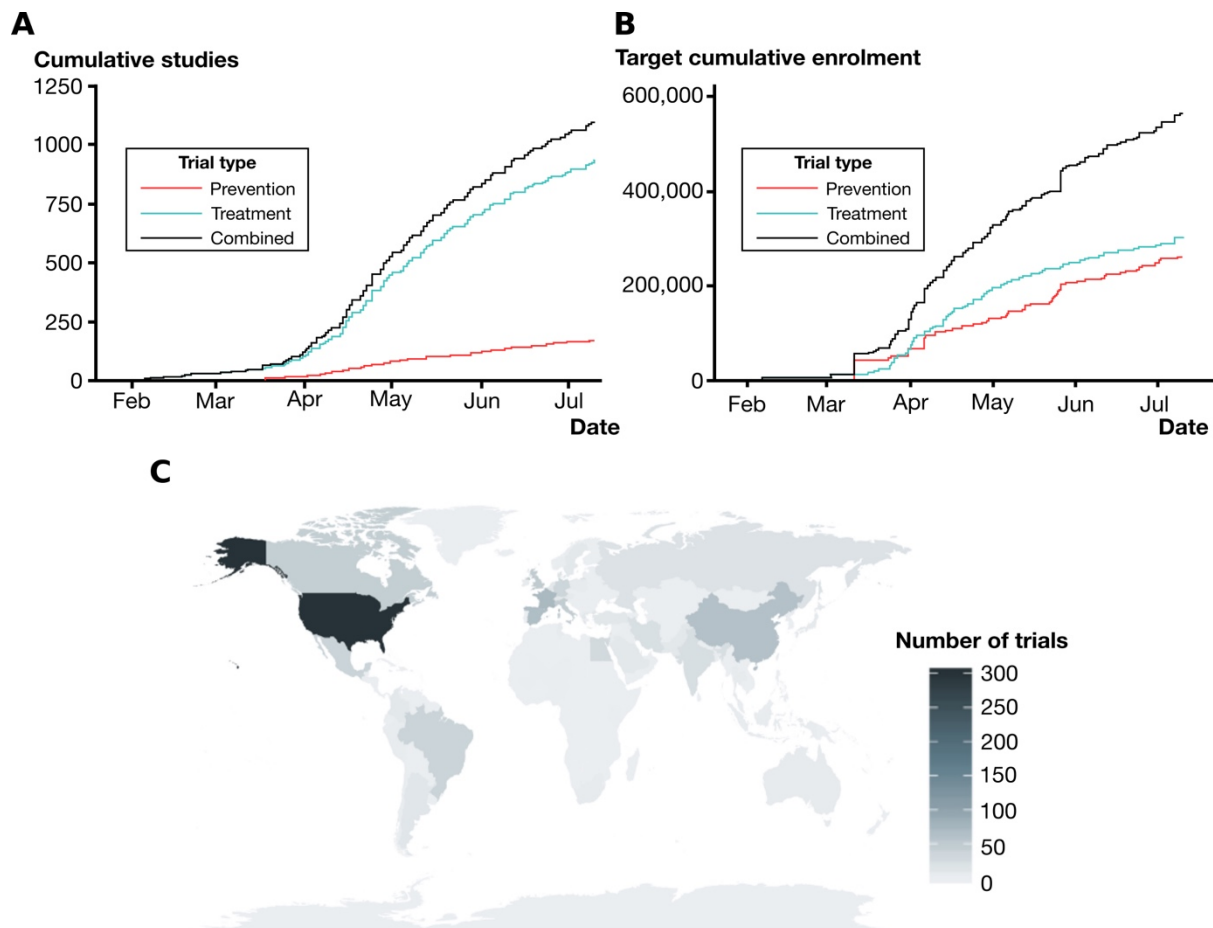 A
Cumulative studies
1250
1000
750
500
250
0
Trial type
Prevention
Treatment
Combined
Feb Mar Apr May Jun Jul
Date
B
Target cumulative enrolment
600,000
400,000
200,000
0
Trial type
Prevention
Treatment
Combined
Feb Mar Apr May Jun Jul
Date
C
Number of trials
300
250
200
150
100
50
0